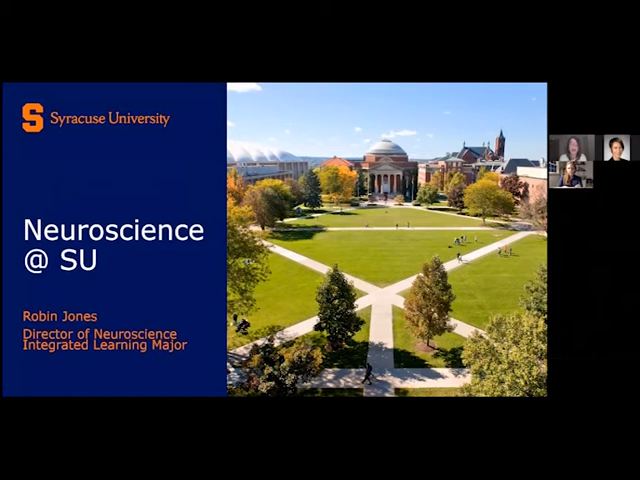 S Syracuse University
Neuroscience
@ SU
Robin Jones
Director of Neuroscience
Integrated Learning Major